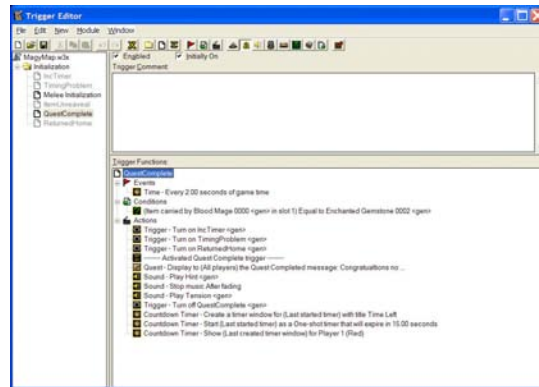 Trigger Editor
File Edit New Module Window
MagyMap.w3x
Initialization
IncTimer
TimingProblem
Melee Initialization
ItemUnreaveal
QuestComplete
ReturnedHome
Enabled
Initially On
Trigger Comment:
Trigger Functions:
QuestComplete
Events
Time - Every 2.00 seconds of game time
Conditions
(Item carried by Blood Mage 0000 <gen> in slot 1) Equal to Enchanted Gemstone 0002 <gen>
Actions
Trigger - Turn on IncTimer <gen>
Trigger - Turn on TimingProblem <gen>
Trigger - Turn on ReturnedHome <gen>
------- Activated Quest Complete trigger -------
Quest - Display to (All players) the Quest Completed message: Congratualtions no ...
Sound - Play Hint <gen>
Sound - Stop music After fading
Sound - Play Tension <gen>
Trigger - Turn off QuestComplete <gen>
Countdown Timer - Create a timer window for (Last started timer) with title Time Left
Countdown Timer - Start (Last started timer) as a One-shot timer that will expire in 15.00 seconds
Countdown Timer - Show (Last created timer window) for Player 1 (Red)